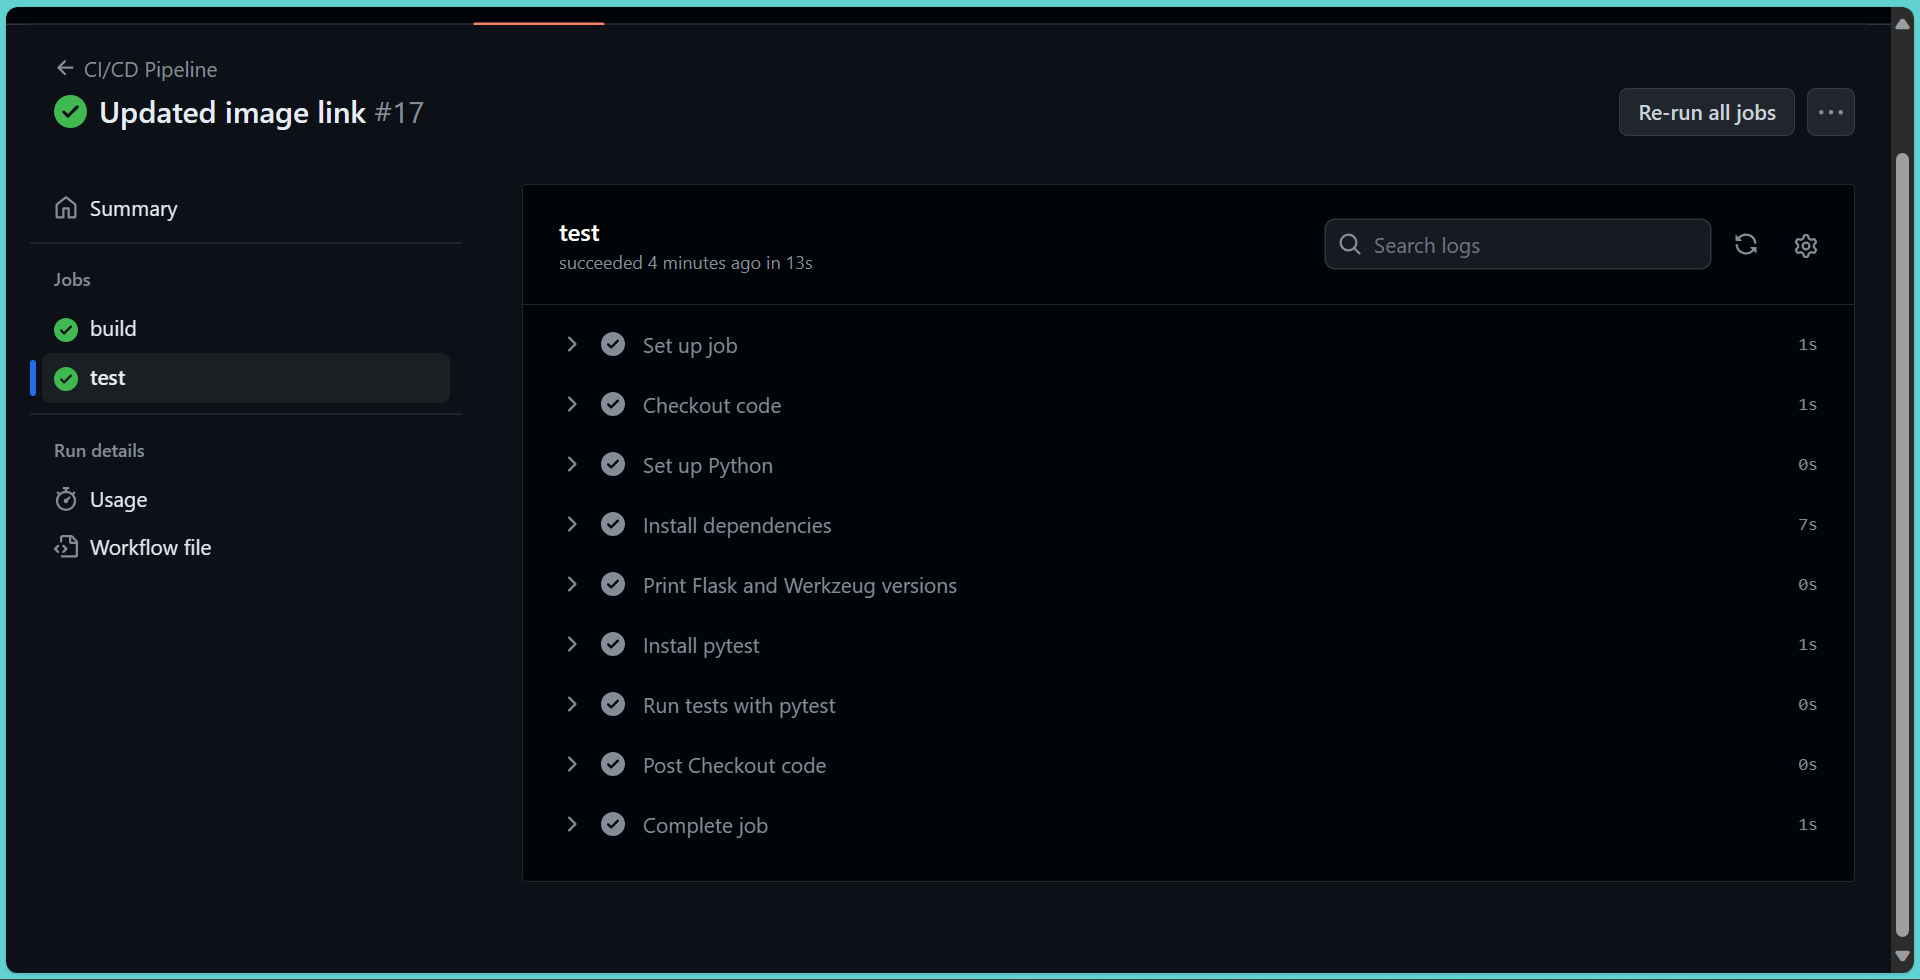 CI/CD Pipeline
Updated image link #17
Re-run all jobs
Summary
Jobs
build
test
Run details
Usage
Workflow file
test
succeeded 4 minutes ago in 13s
Search logs
Set up job 1s
Checkout code 1s
Set up Python 0s
Install dependencies 7s
Print Flask and Werkzeug versions 0s
Install pytest 1s
Run tests with pytest 0s
Post Checkout code 0s
Complete job 1s